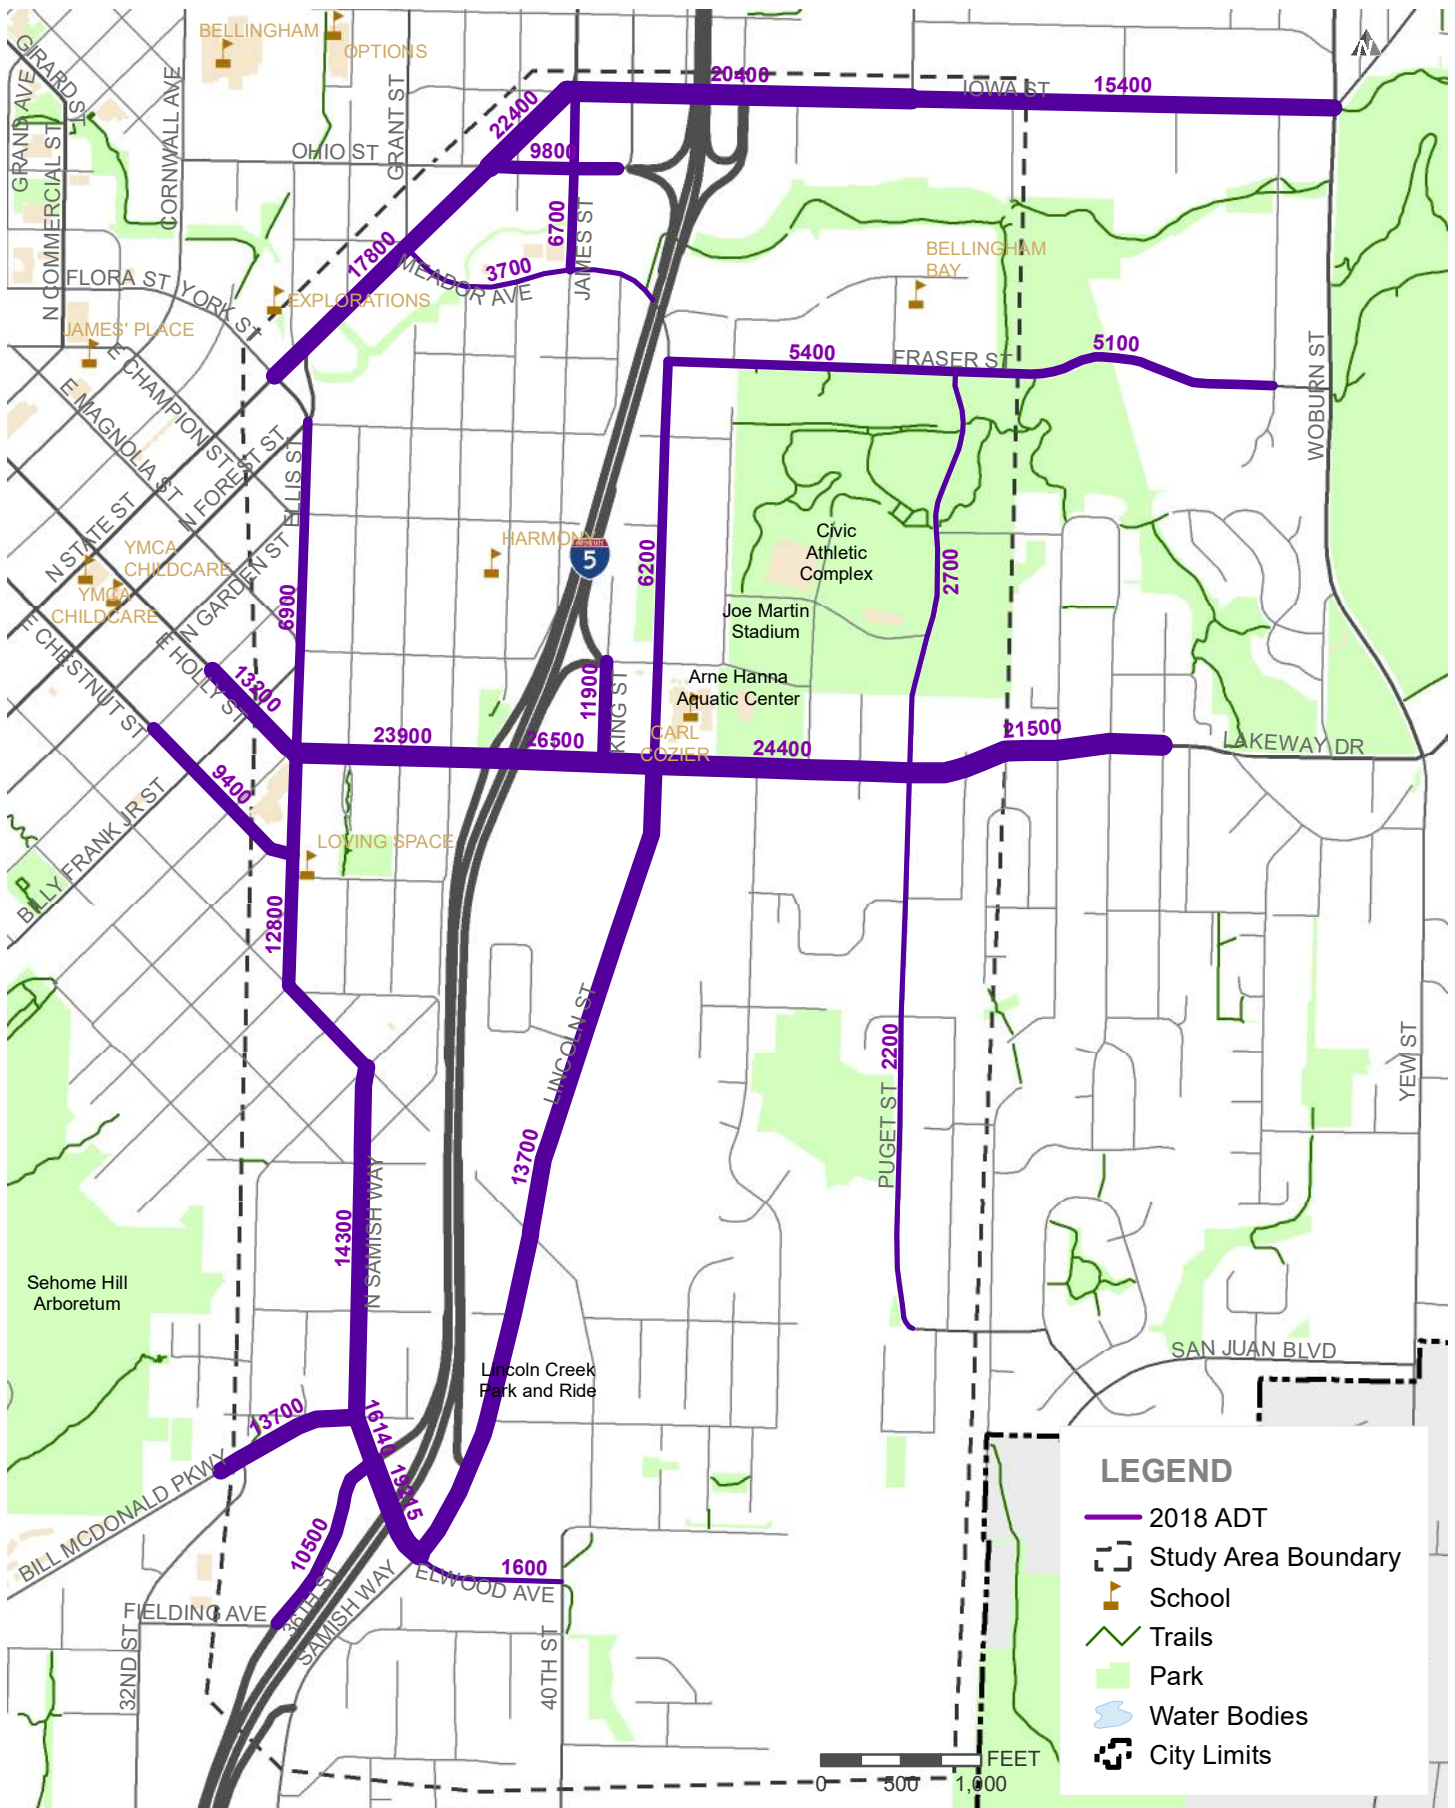 BELLINGHAM
OPTIONS
GIRARD ST
GRAND AVE
N COMMERCIAL ST
CORNWALL AVE
GRANT ST
OHIO ST
22400
20400
IOWA ST
15400
N
9800
6700
JAMES ST
17800
MEADOR AVE
3700
FLORA ST
YORK ST
EXPLORATIONS
JAMES' PLACE
BELLINGHAM
BAY
5400
FRASER ST
5100
WOBURN ST
E CHAMPION ST
E MAGNOLIA ST
N FOREST ST
ELLIS ST
N STATE ST
N GARDEN ST
YMCA
CHILDCARE
YMCA
CHILDCARE
HARMONY
INTERSTATE
5
6200
Civic
Athletic
Complex
2700
6900
Joe Martin
Stadium
E CHESTNUT ST
E HOLLY ST
13200
11900
KING ST
Arne Hanna
Aquatic Center
CARL
COZIER
23900
26500
24400
21500
LAKEWAY DR
9400
BILLY FRANK JR ST
LOVING SPACE
12800
LINCOLN ST
2200
PUGET ST
YEW ST
13700
14300
N SAMISH WAY
Sehome Hill
Arboretum
SAN JUAN BLVD
Lincoln Creek
Park and Ride
13700
16140
19215
BILL MCDONALD PKWY
10500
1600
ELWOOD AVE
36TH ST
SAMISH WAY
FIELDING AVE
32ND ST
40TH ST
LEGEND
2018 ADT
Study Area Boundary
School
Trails
Park
Water Bodies
City Limits
FEET
0 500 1,000